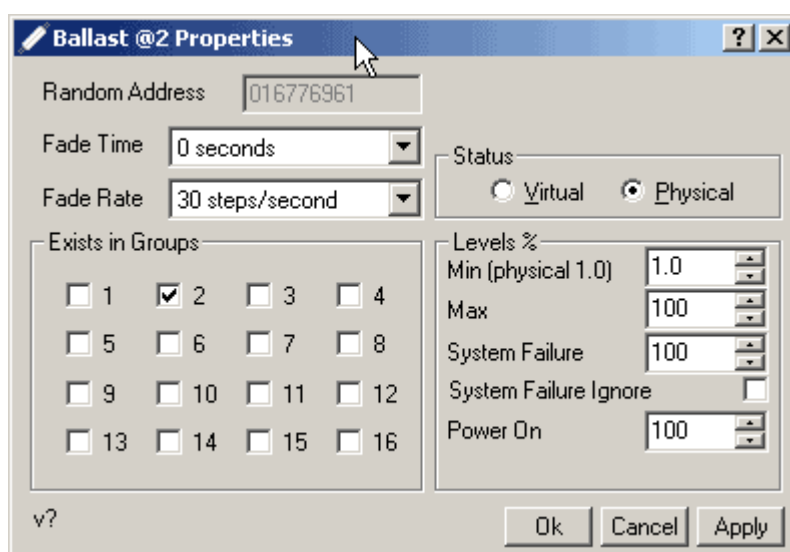 Ballast @2 Properties
Random Address 016776961
Fade Time 0 seconds
Fade Rate 30 steps/second
Status
Virtual Physical
Exists in Groups
1 2 3 4
5 6 7 8
9 10 11 12
13 14 15 16
Levels %
Min (physical 1.0) 1.0
Max 100
System Failure 100
System Failure Ignore
Power On 100
v?
Ok Cancel Apply